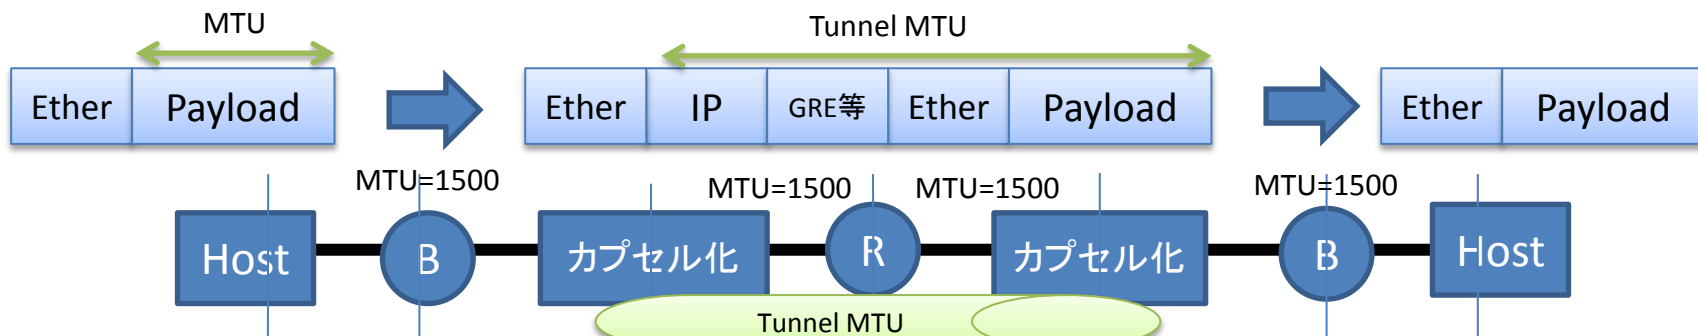 MTU
Tunnel MTU
Ether Payload
Ether IP GRE等 Ether Payload
Ether Payload
MTU=1500
MTU=1500
MTU=1500
MTU=1500
Host
B
カプセル化
R
カプセル化
B
Host
Tunnel MTU